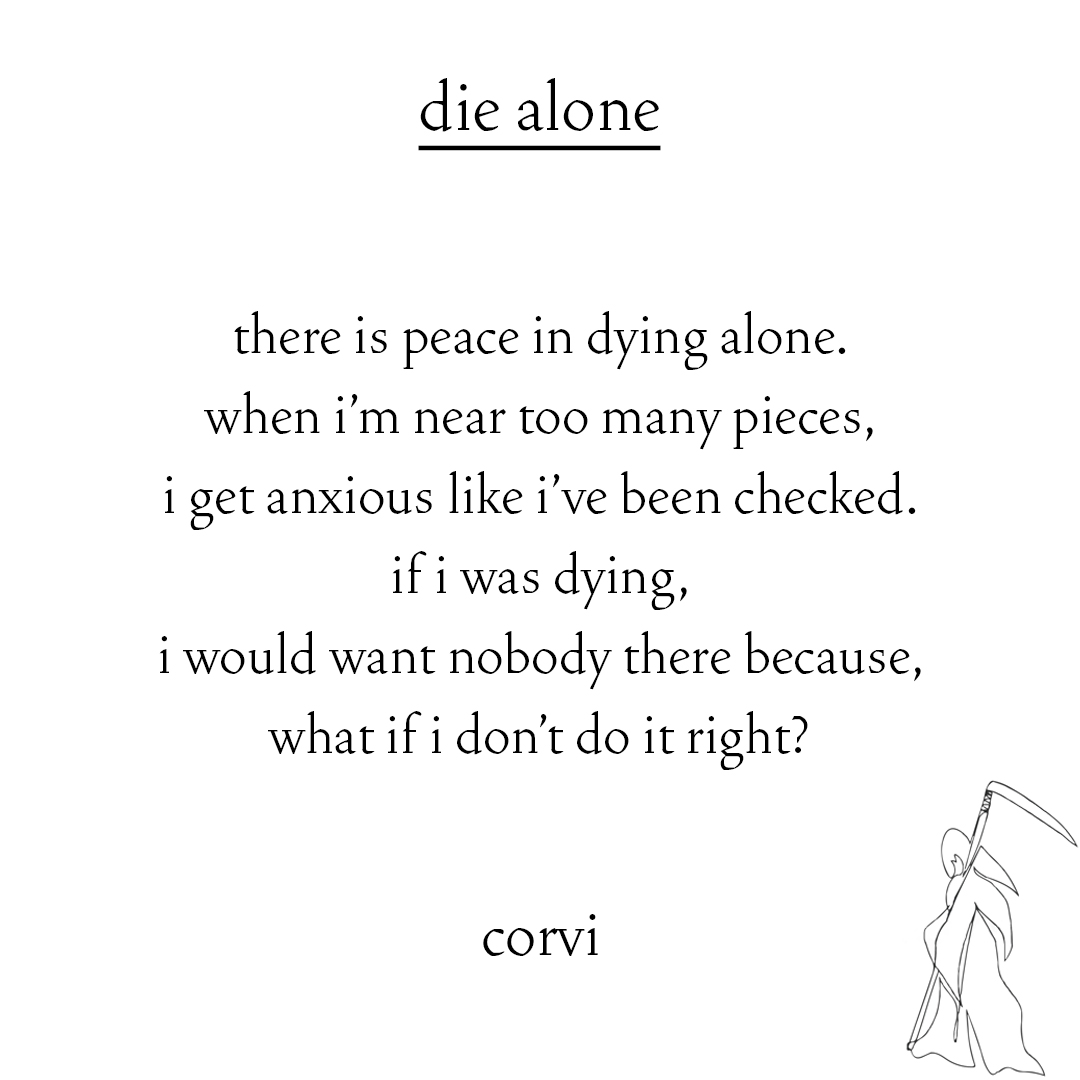 die alone
there is peace in dying alone.
when i’m near too many pieces,
i get anxious like i’ve been checked.
if i was dying,
i would want nobody there because,
what if i don’t do it right?
corvi